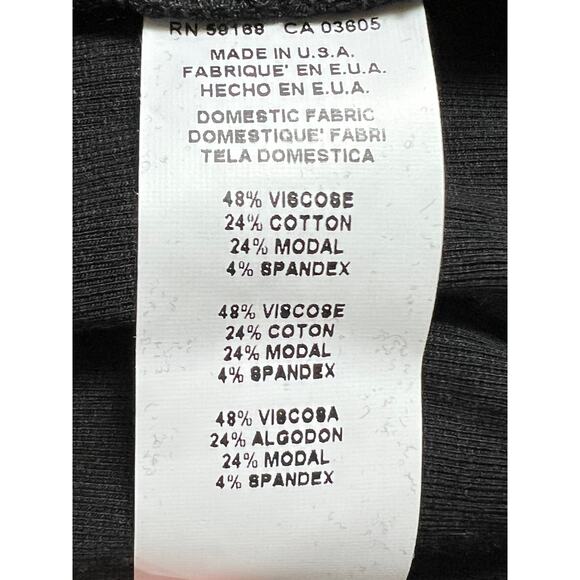 RN 59168 CA 03605
MADE IN U.S.A.
FABRIQUE' EN E.U.A.
HECHO EN E.U.A.
DOMESTIC FABRIC
DOMESTIQUE' FABRI
TELA DOMESTICA
48% VISCOSE
24% COTTON
24% MODAL
4% SPANDEX
48% VISCOSE
24% COTON
24% MODAL
4% SPANDEX
48% VISCOSA
24% ALGODON
24% MODAL
4% SPANDEX